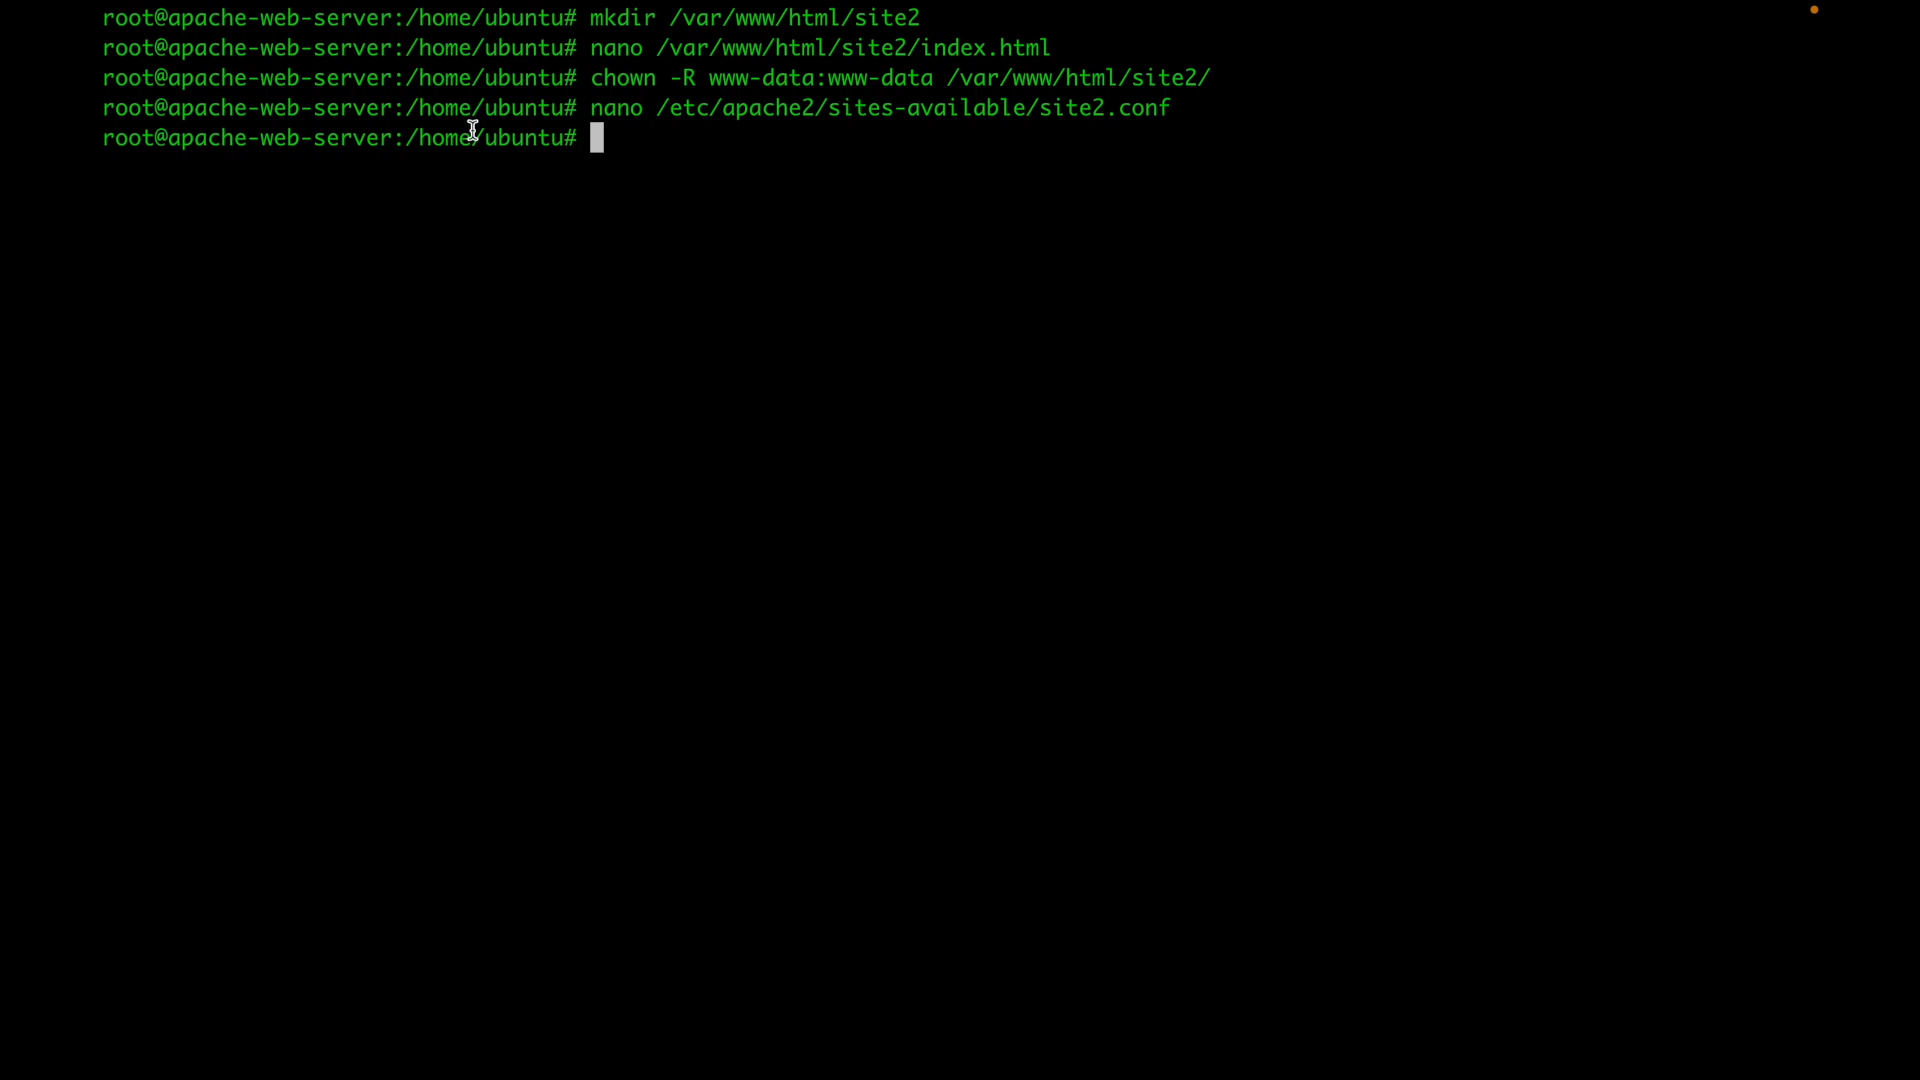 root@apache-web-server:/home/ubuntu# mkdir /var/www/html/site2
root@apache-web-server:/home/ubuntu# nano /var/www/html/site2/index.html
root@apache-web-server:/home/ubuntu# chown -R www-data:www-data /var/www/html/site2/
root@apache-web-server:/home/ubuntu# nano /etc/apache2/sites-available/site2.conf
root@apache-web-server:/home/ubuntu#